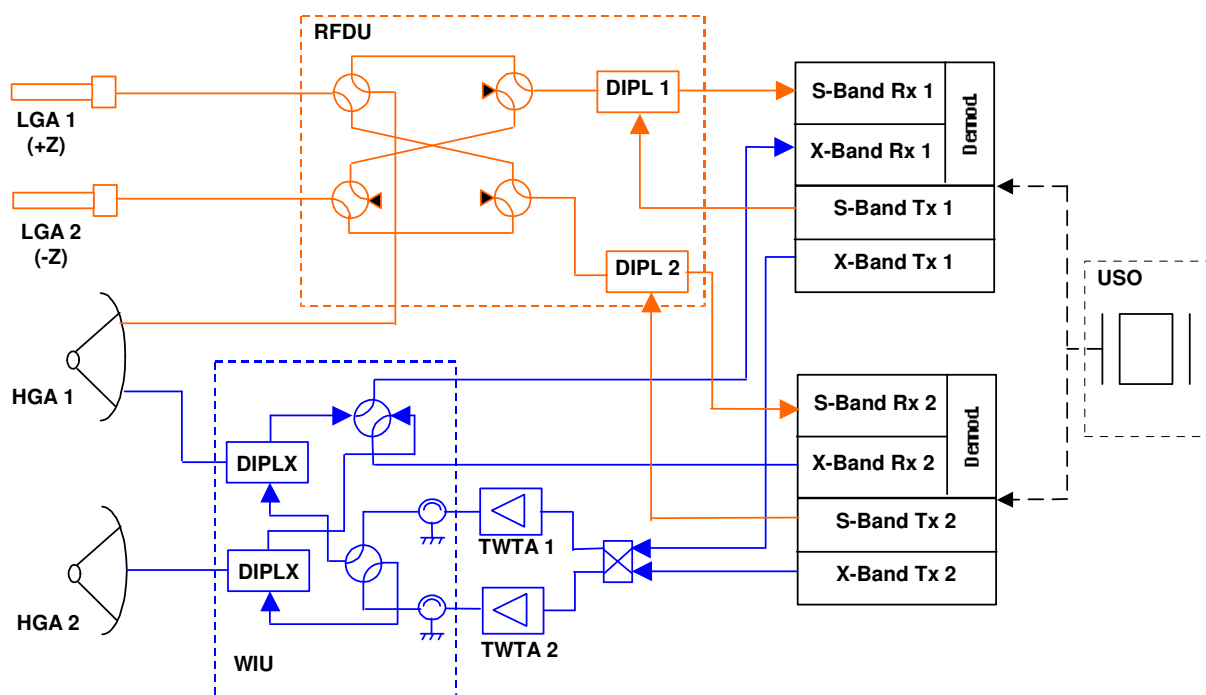 RFDU
LGA 1
(+Z)
LGA 2
(-Z)
HGA 1
HGA 2
DIPL 1
DIPL 2
S-Band Rx 1
X-Band Rx 1
Demod.
S-Band Tx 1
X-Band Tx 1
USO
S-Band Rx 2
X-Band Rx 2
Demod.
S-Band Tx 2
X-Band Tx 2
DIPLX
DIPLX
TWTA 1
TWTA 2
WIU